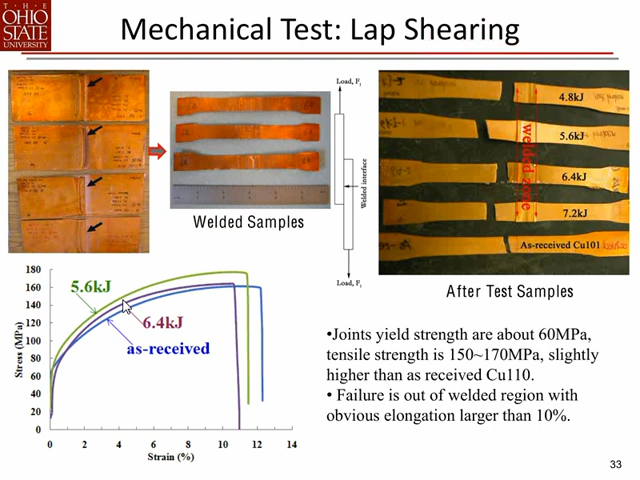 T · H · E
OHIO
STATE
UNIVERSITY
Mechanical Test: Lap Shearing
Load, F₁
Welded interface
Load, F₁
Welded Samples
4.8kJ
5.6kJ
6.4kJ
7.2kJ
As-received Cu101
welded zone
After Test Samples
180
160
140
120
100
80
60
40
20
0
Stress (MPa)
5.6kJ
6.4kJ
as-received
0 2 4 6 8 10 12 14
Strain (%)
•Joints yield strength are about 60MPa,
tensile strength is 150~170MPa, slightly
higher than as received Cu110.
• Failure is out of welded region with
obvious elongation larger than 10%.
33